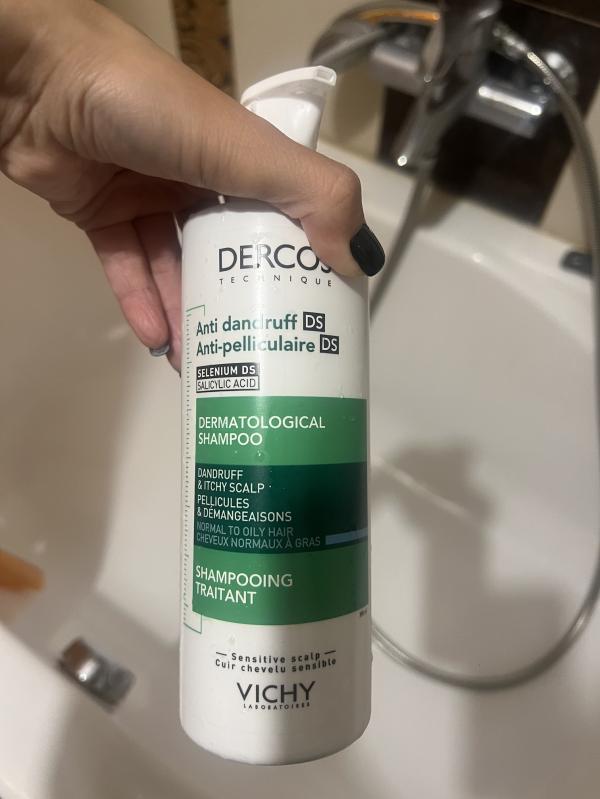 DERCOS
TECHNIQUE
Anti dandruff DS
Anti-pelliculaire DS
SELENIUM DS
SALICYLIC ACID
DERMATOLOGICAL
SHAMPOO
DANDRUFF
& ITCHY SCALP
PELLICULES
& DÉMANGEAISONS
NORMAL TO OILY HAIR
CHEVEUX NORMAUX À GRAS
SHAMPOOING
TRAITANT
Sensitive scalp
Cuir chevelu sensible
VICHY
LABORATOIRES